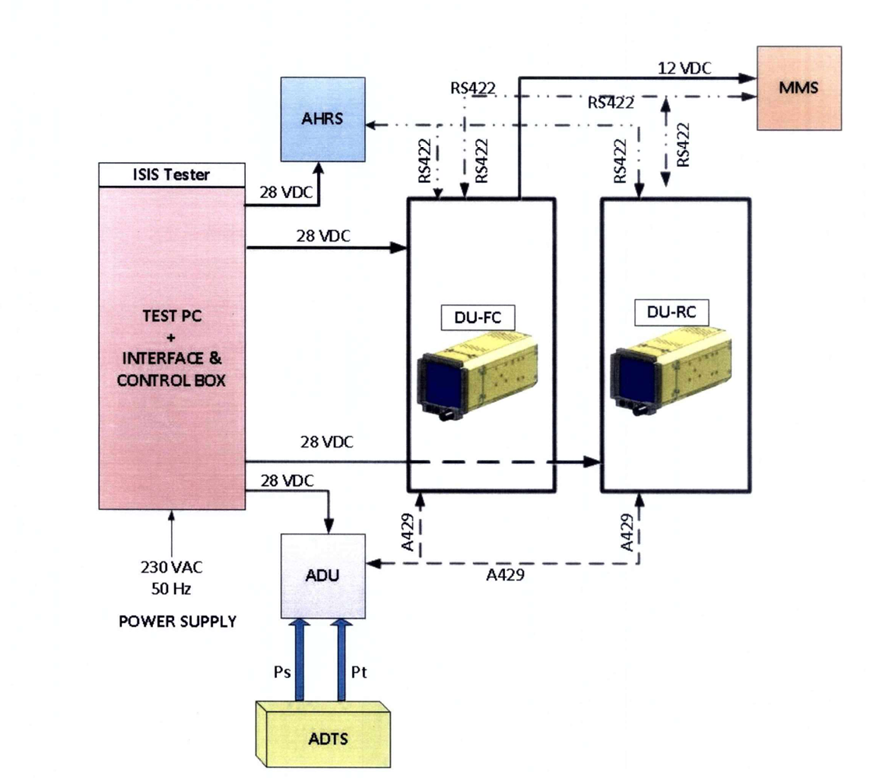 12 VDC
RS422
MMS
RS422
AHRS
RS422
RS422
RS422
RS422
ISIS Tester
28 VDC
28 VDC
TEST PC
+
INTERFACE &
CONTROL BOX
DU-FC
DU-RC
28 VDC
28 VDC
A429
A429
ADU
A429
230 VAC
50 Hz
POWER SUPPLY
Ps
Pt
ADTS